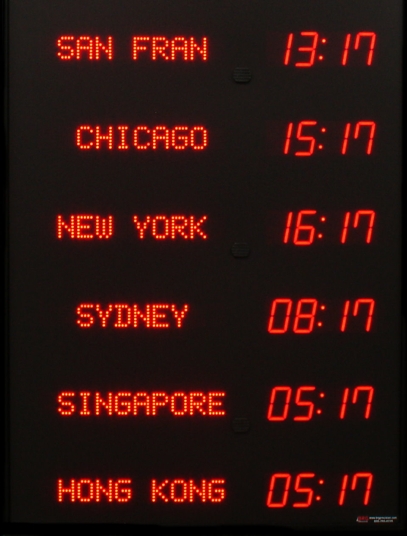 SAN FRAN 13:17
CHICAGO 15:17
NEW YORK 16:17
SYDNEY 08:17
SINGAPORE 05:17
HONG KONG 05:17